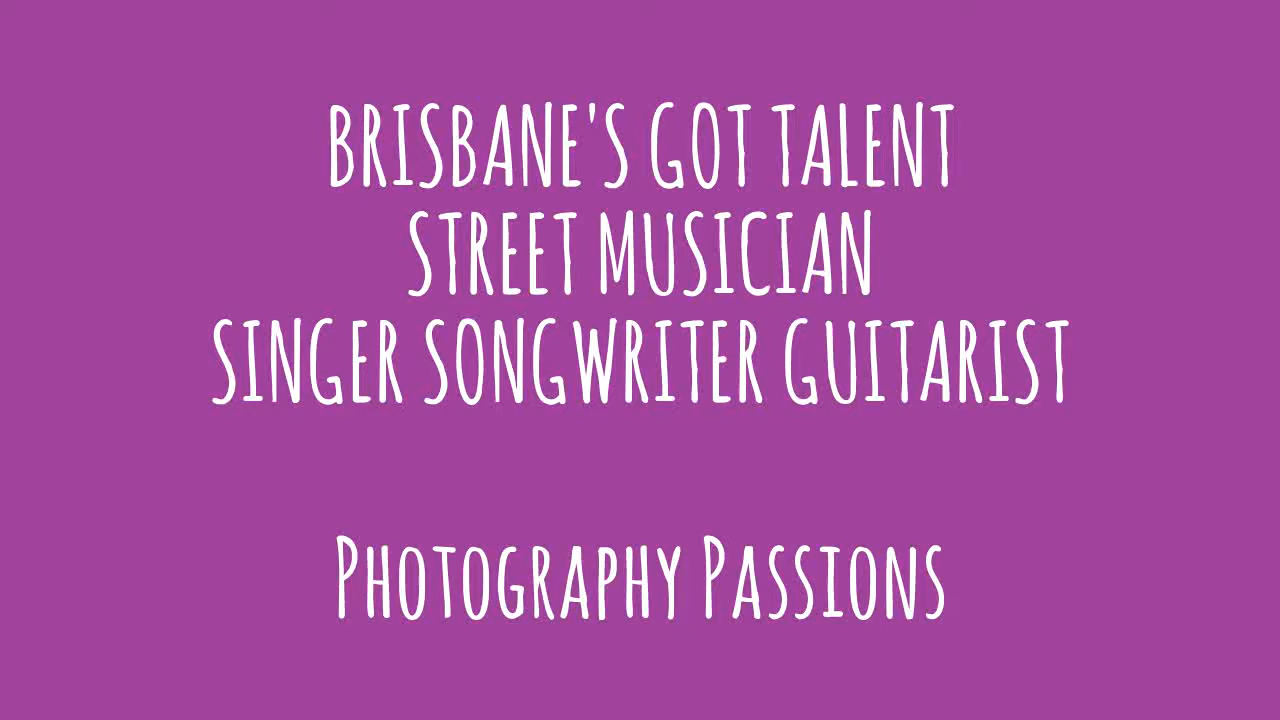 BRISBANE'S GOT TALENT
STREET MUSICIAN
SINGER SONGWRITER GUITARIST
Photography Passions